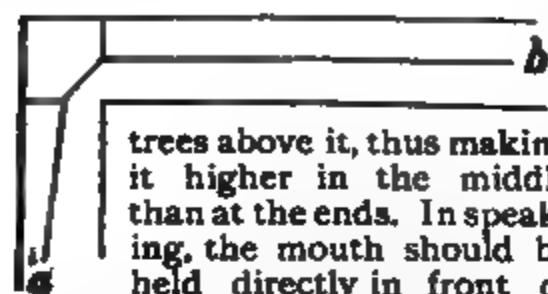 b
trees above it, thus makin
it higher in the middl
than at the ends. In speak
ing, the mouth should b
a
held directly in front o